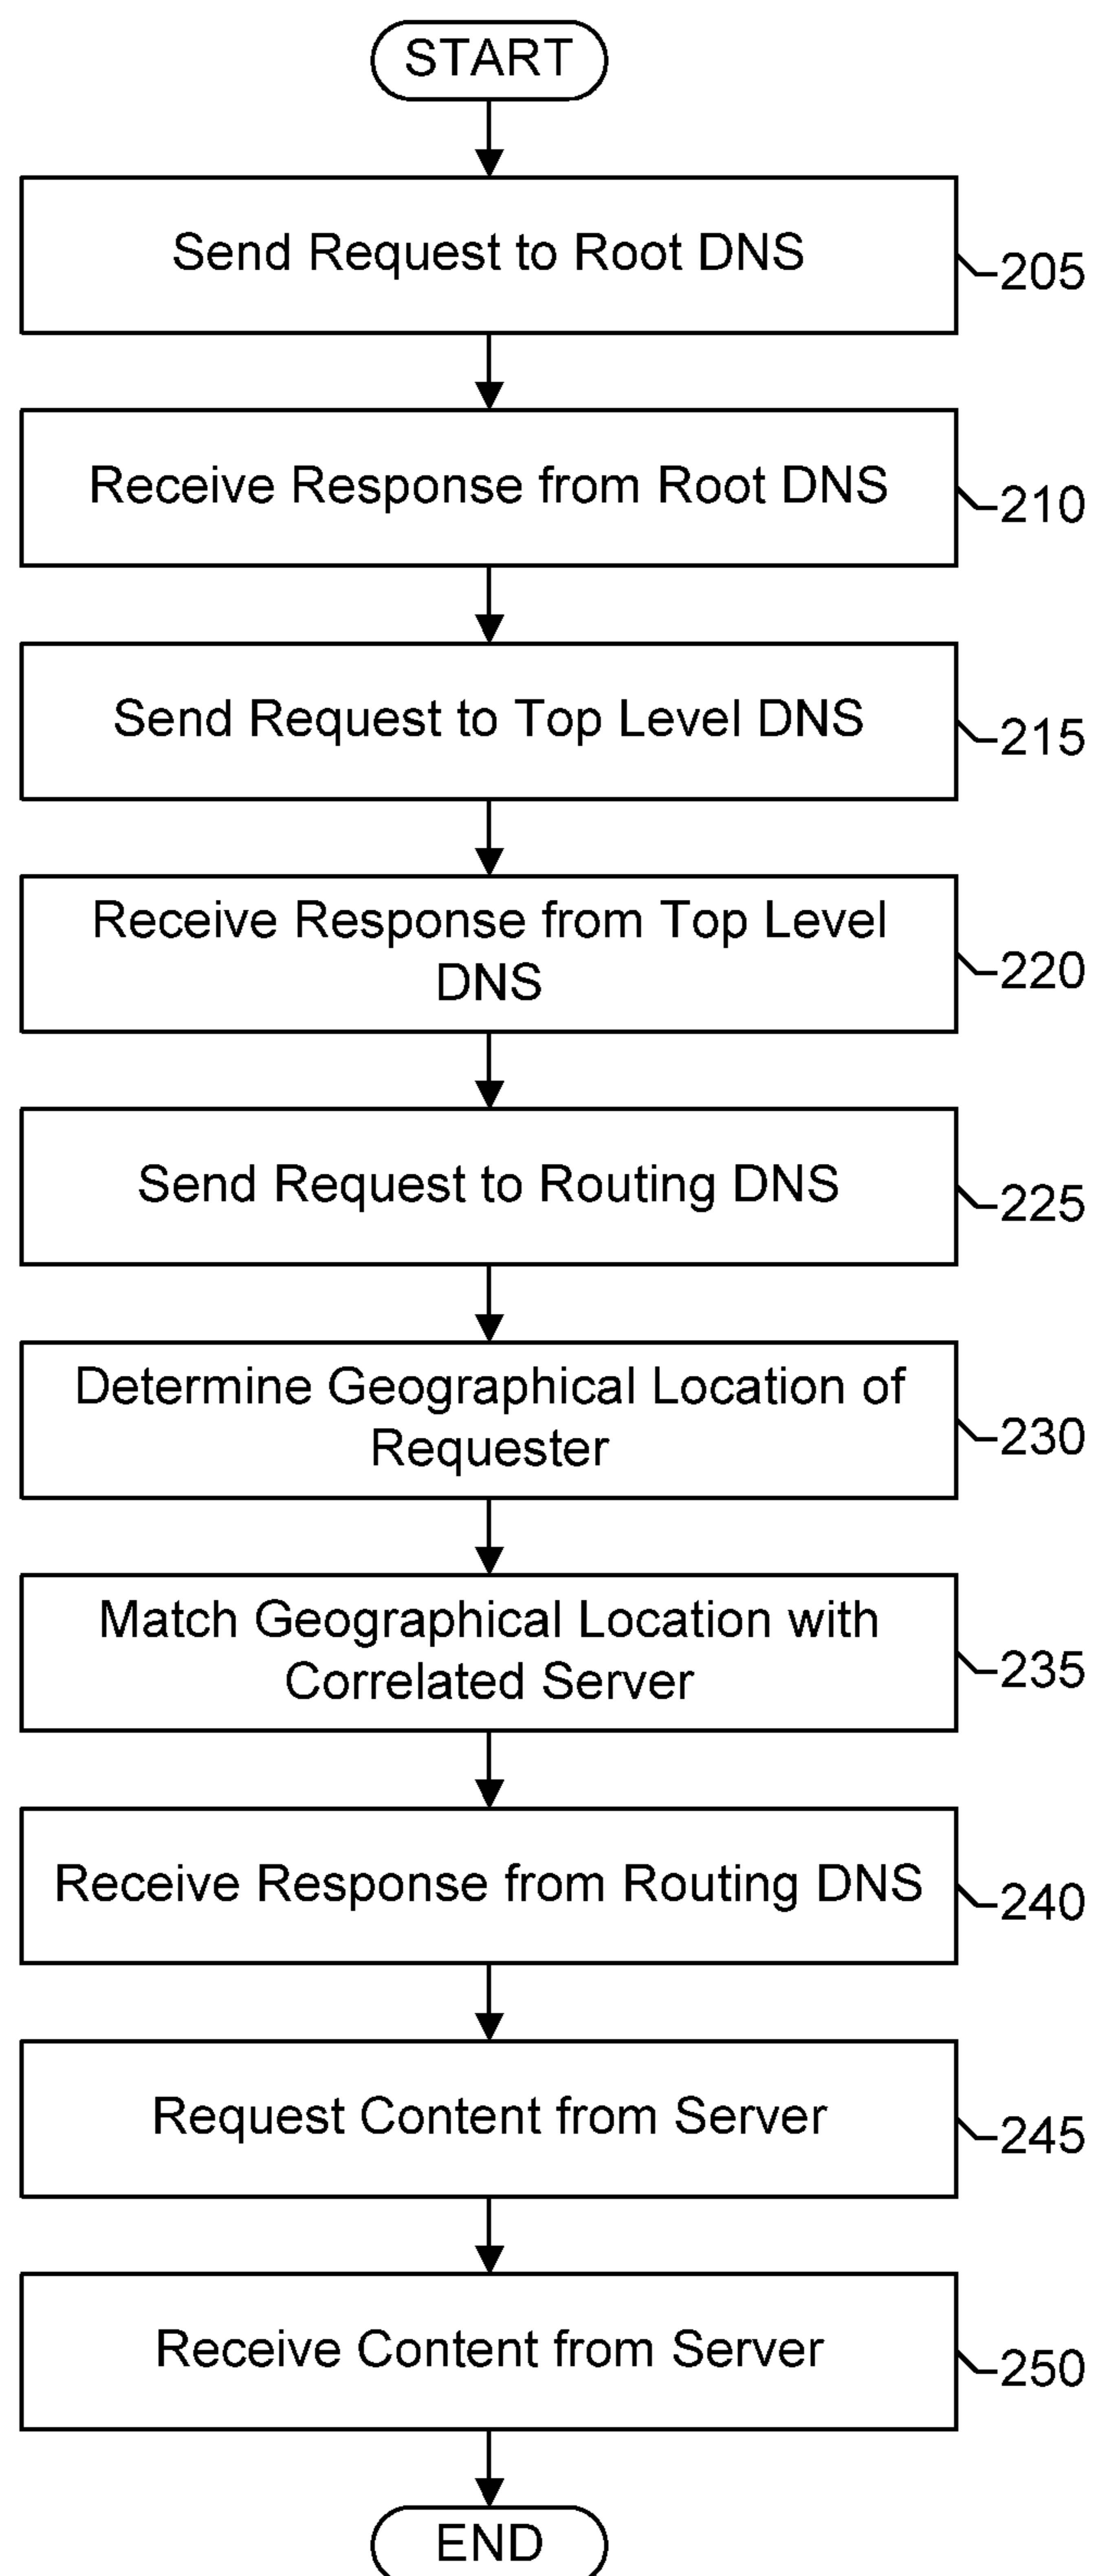 START
Send Request to Root DNS
205
Receive Response from Root DNS
210
Send Request to Top Level DNS
215
Receive Response from Top Level
DNS
220
Send Request to Routing DNS
225
Determine Geographical Location of
Requester
230
Match Geographical Location with
Correlated Server
235
Receive Response from Routing DNS
240
Request Content from Server
245
Receive Content from Server
250
END